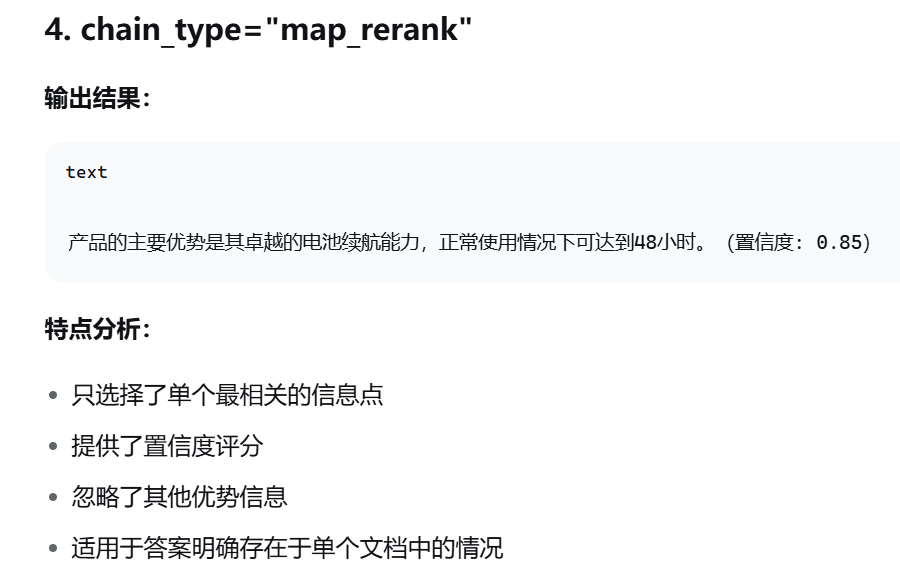 4. chain_type="map_rerank"
输出结果：
text
产品的主要优势是其卓越的电池续航能力，正常使用情况下可达到48小时。（置信度: 0.85）
特点分析：
• 只选择了单个最相关的信息点
• 提供了置信度评分
• 忽略了其他优势信息
• 适用于答案明确存在于单个文档中的情况